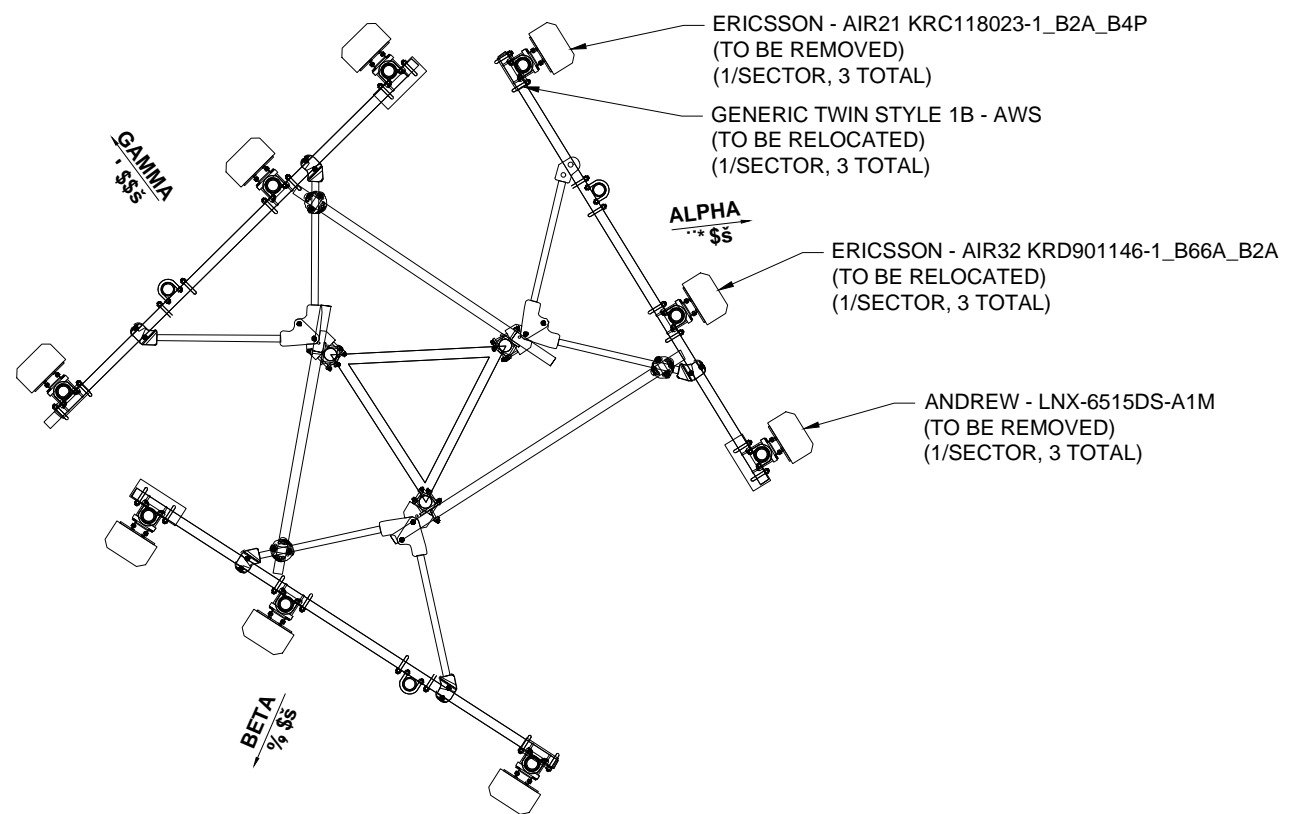 ERICSSON - AIR21 KRC118023-1_B2A_B4P
(TO BE REMOVED)
(1/SECTOR, 3 TOTAL)
GENERIC TWIN STYLE 1B - AWS
(TO BE RELOCATED)
(1/SECTOR, 3 TOTAL)
GAMMA
ALPHA
ERICSSON - AIR32 KRD901146-1_B66A_B2A
(TO BE RELOCATED)
(1/SECTOR, 3 TOTAL)
ANDREW - LNX-6515DS-A1M
(TO BE REMOVED)
(1/SECTOR, 3 TOTAL)
BETA